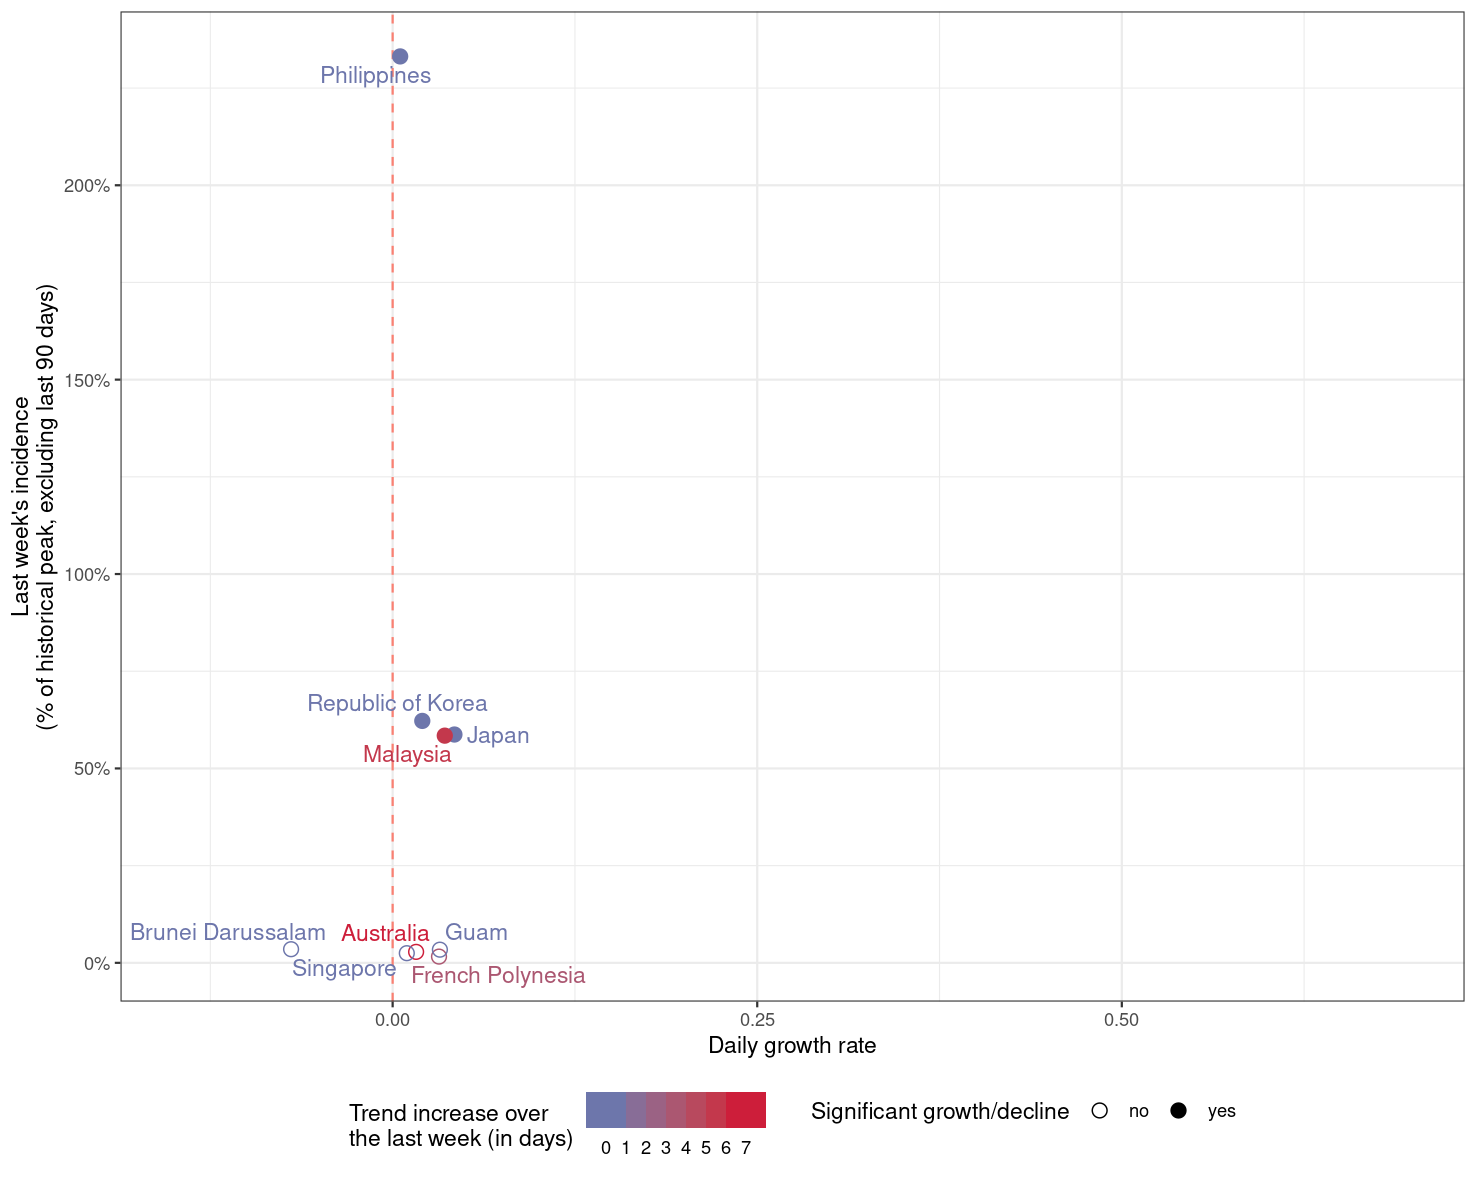 Philippines
200%
150%
100%
50%
0%
Last week's incidence
(% of historical peak, excluding last 90 days)
Republic of Korea
Japan
Malaysia
Brunei Darussalam
Australia
Guam
Singapore
French Polynesia
0.00
0.25
0.50
Daily growth rate
Trend increase over
the last week (in days)
0 1 2 3 4 5 6 7
Significant growth/decline
no
yes